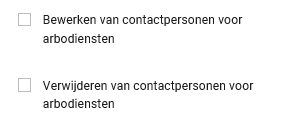 Bewerken van contactpersonen voor
arbodiensten
Verwijderen van contactpersonen voor
arbodiensten